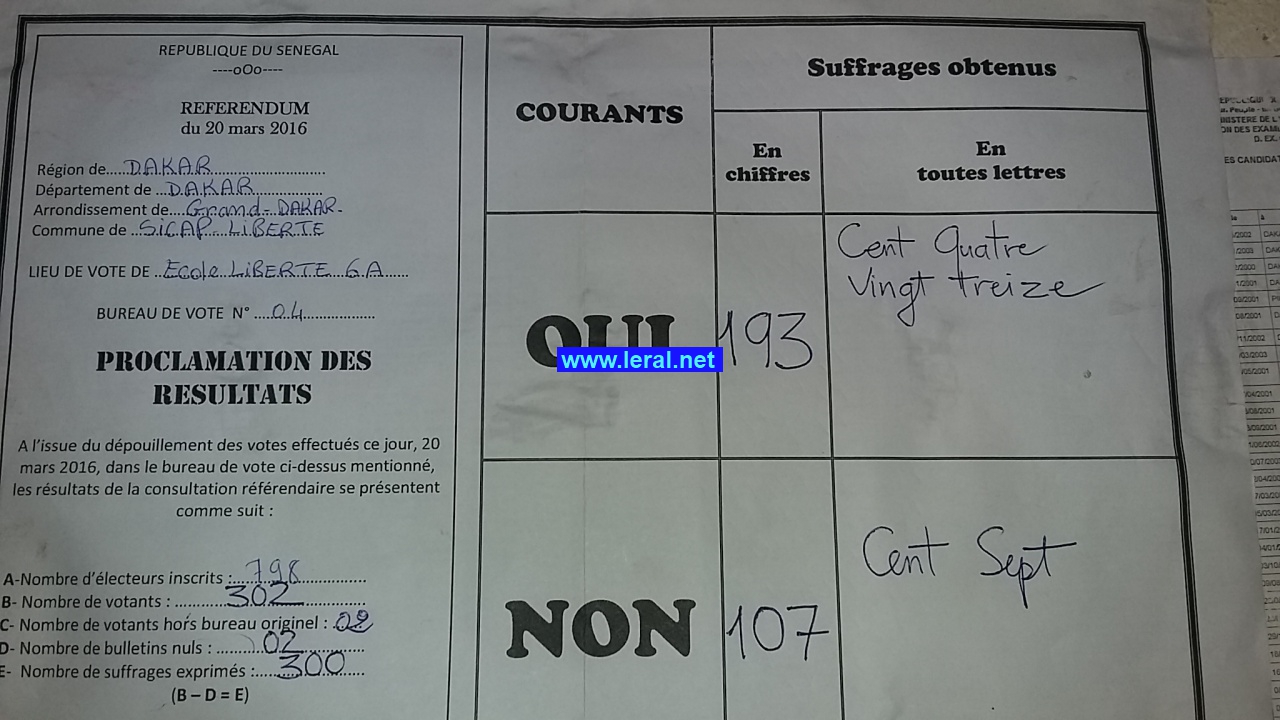 REPUBLIQUE DU SENEGAL
----oOo----
REFERENDUM
du 20 mars 2016
Région de....DAKAR......................
Département de ..DAKAR................
Arrondissement de....Grand-DAKAR-
Commune de ..SICAP-LIBERTE
LIEU DE VOTE DE ..Ecole LIBERTE 6A......
BUREAU DE VOTE N° ....04..................
PROCLAMATION DES
RESULTATS
A l'issue du dépouillement des votes effectués ce jour, 20
mars 2016, dans le bureau de vote ci-dessus mentionné,
les résultats de la consultation référendaire se présentent
comme suit :
A-Nombre d'électeurs inscrits :....798................
B- Nombre de votants : ...........302..............
C- Nombre de votants hors bureau originel : .02
D- Nombre de bulletins nuls : ..........02..............
E- Nombre de suffrages exprimés :......300.....
(B – D = E)
COURANTS
Suffrages obtenus
En
chiffres
En
toutes lettres
OUI
193
Cent Quatre
Vingt treize
www.leral.net
NON
107
Cent Sept